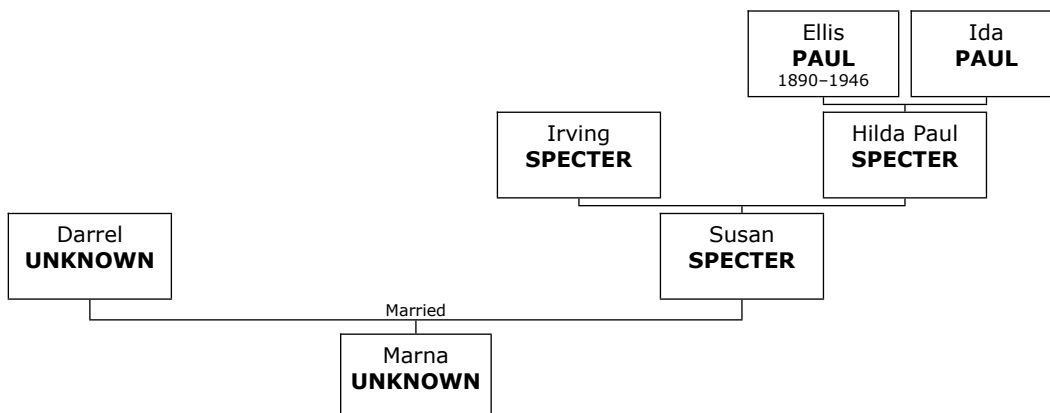 Ellis
PAUL
1890–1946
Ida
PAUL
Irving
SPECTER
Hilda Paul
SPECTER
Darrel
UNKNOWN
Susan
SPECTER
Married
Marna
UNKNOWN